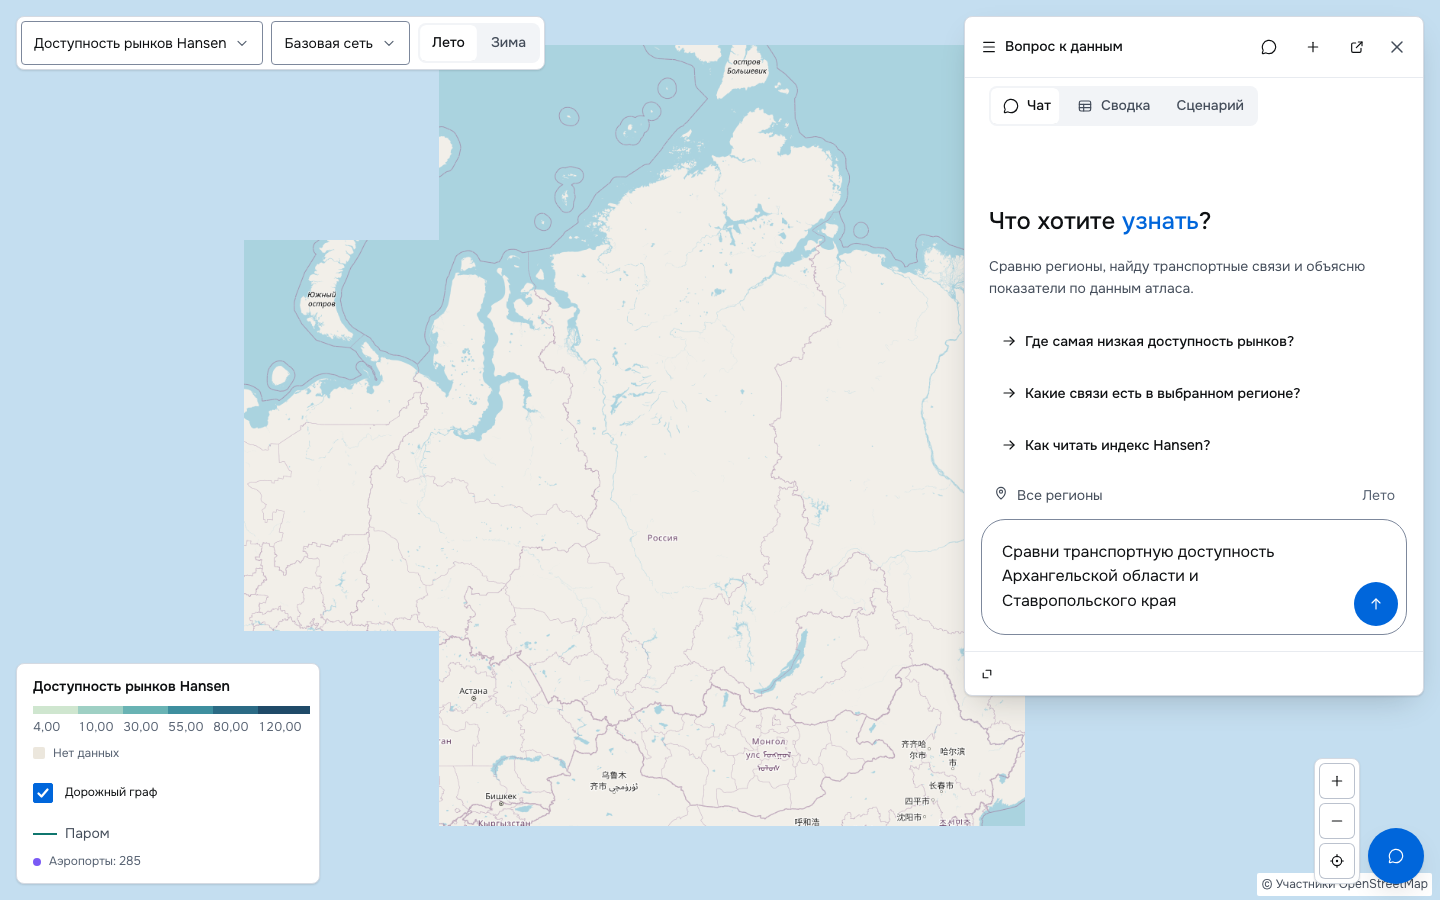 Доступность рынков Hansen
Базовая сеть
Лето
Зима
Вопрос к данным
Чат
Сводка
Сценарий
Что хотите узнать?
Сравню регионы, найду транспортные связи и объясню
показатели по данным атласа.
Где самая низкая доступность рынков?
Какие связи есть в выбранном регионе?
Как читать индекс Hansen?
Все регионы
Лето
Сравни транспортную доступность
Архангельской области и
Ставропольского края
остров
Большевик
Южный
остров
Россия
Астана
ан
Бишкек
Кыргызстан
乌鲁木
齐市
Монгол
улс
齐齐哈
尔市
哈尔滨
市
长春市
四平市
沈阳市
呼和浩
Доступность рынков Hansen
4,00 10,00 30,00 55,00 80,00 120,00
Нет данных
Дорожный граф
Паром
Аэропорты: 285
© Участники OpenStreetMap